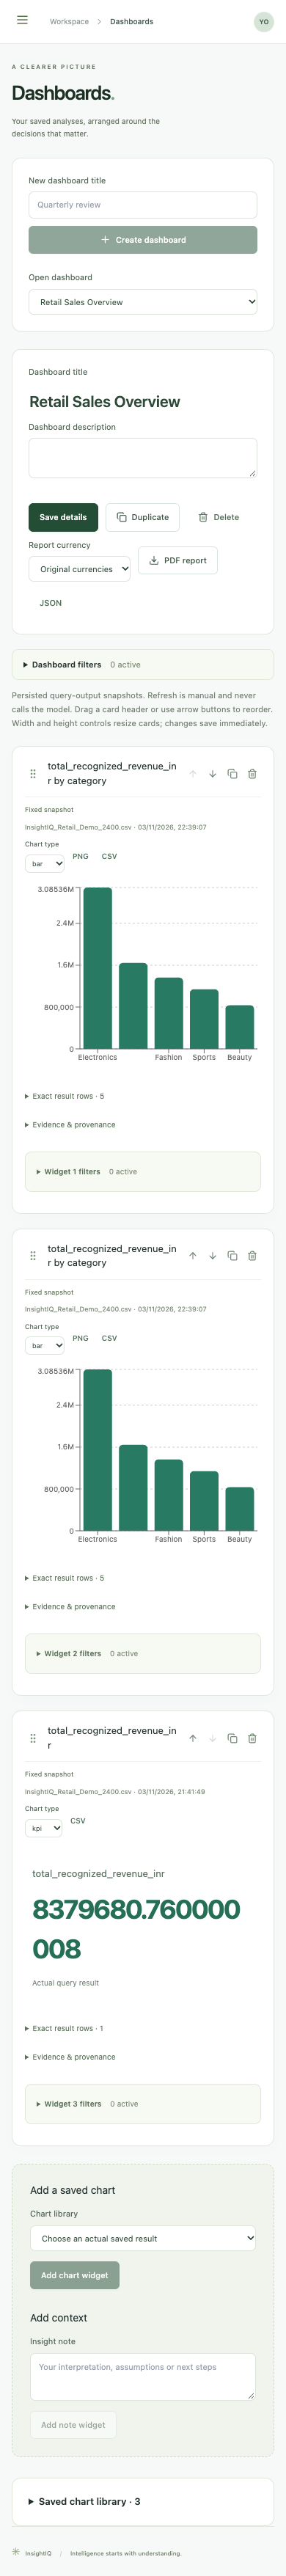 Workspace > Dashboards
YO
A CLEARER PICTURE
Dashboards.
Your saved analyses, arranged around the
decisions that matter.
New dashboard title
Quarterly review
+ Create dashboard
Open dashboard
Retail Sales Overview
Dashboard title
Retail Sales Overview
Dashboard description
Save details
Duplicate
Delete
Report currency
Original currencies
PDF report
JSON
Dashboard filters 0 active
Persisted query-output snapshots. Refresh is manual and never
calls the model. Drag a card header or use arrow buttons to reorder.
Width and height controls resize cards; changes save immediately.
total_recognized_revenue_in
r by category
Fixed snapshot
InsightIQ_Retail_Demo_2400.csv · 03/11/2026, 22:39:07
Chart type
bar
PNG
CSV
3.08536M
2.4M
1.6M
800,000
0
Electronics
Fashion
Sports
Beauty
Exact result rows · 5
Evidence & provenance
Widget 1 filters 0 active
total_recognized_revenue_in
r by category
Fixed snapshot
InsightIQ_Retail_Demo_2400.csv · 03/11/2026, 22:39:07
Chart type
bar
PNG
CSV
3.08536M
2.4M
1.6M
800,000
0
Electronics
Fashion
Sports
Beauty
Exact result rows · 5
Evidence & provenance
Widget 2 filters 0 active
total_recognized_revenue_in
r
Fixed snapshot
InsightIQ_Retail_Demo_2400.csv · 03/11/2026, 21:41:49
Chart type
kpi
CSV
total_recognized_revenue_inr
8379680.760000
008
Actual query result
Exact result rows · 1
Evidence & provenance
Widget 3 filters 0 active
Add a saved chart
Chart library
Choose an actual saved result
Add chart widget
Add context
Insight note
Your interpretation, assumptions or next steps
Add note widget
Saved chart library · 3
InsightIQ / Intelligence starts with understanding.